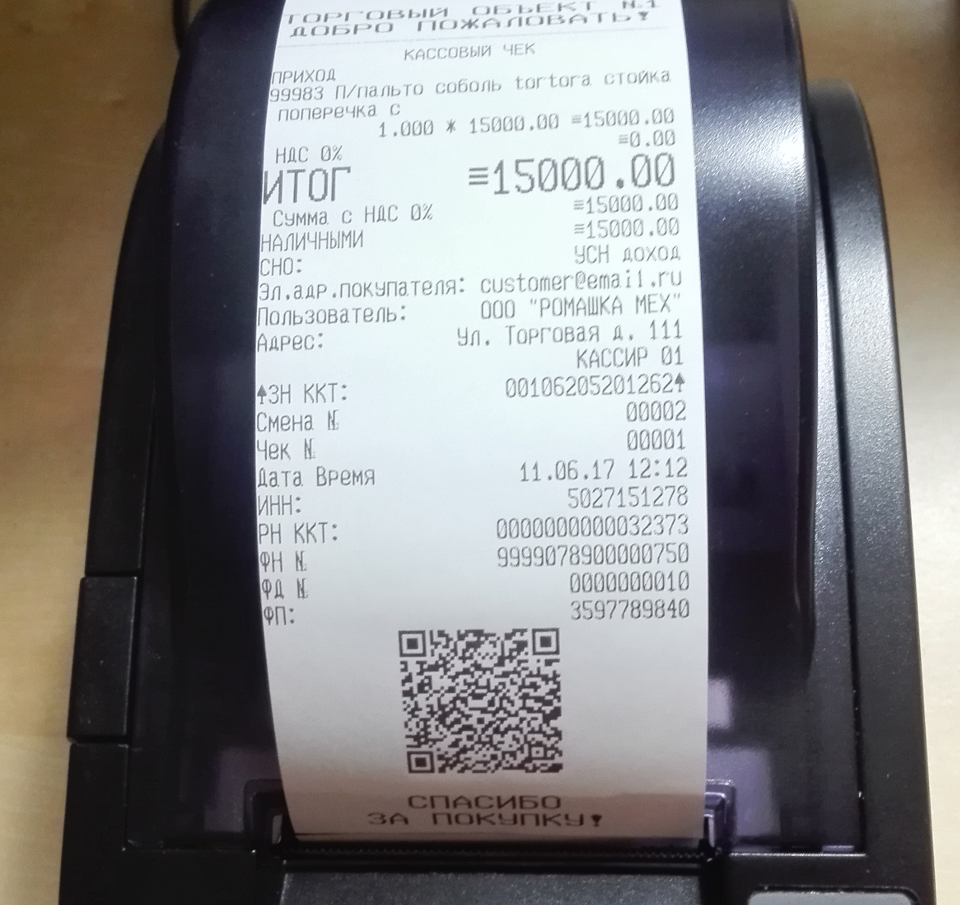 ТОРГОВЫЙ ОБЪЕКТ №1
ДОБРО ПОЖАЛОВАТЬ!
КАССОВЫЙ ЧЕК
ПРИХОД
99983 П/пальто соболь tortora стойка
поперечка с
1.000 * 15000.00 ≡15000.00
НДС 0% ≡0.00
ИТОГ ≡15000.00
Сумма с НДС 0% ≡15000.00
НАЛИЧНЫМИ ≡15000.00
СНО: УСН доход
Эл.адр.покупателя: customer@email.ru
Пользователь: ООО "РОМАШКА МЕХ"
Адрес: Ул. Торговая д. 111
КАССИР 01
ЗН ККТ: 00106205201262
Смена № 00002
Чек № 00001
Дата Время 11.06.17 12:12
ИНН: 5027151278
РН ККТ: 0000000000032373
ФН № 9999078900000750
ФД № 0000000010
ФП: 3597789840
СПАСИБО
ЗА ПОКУПКУ!